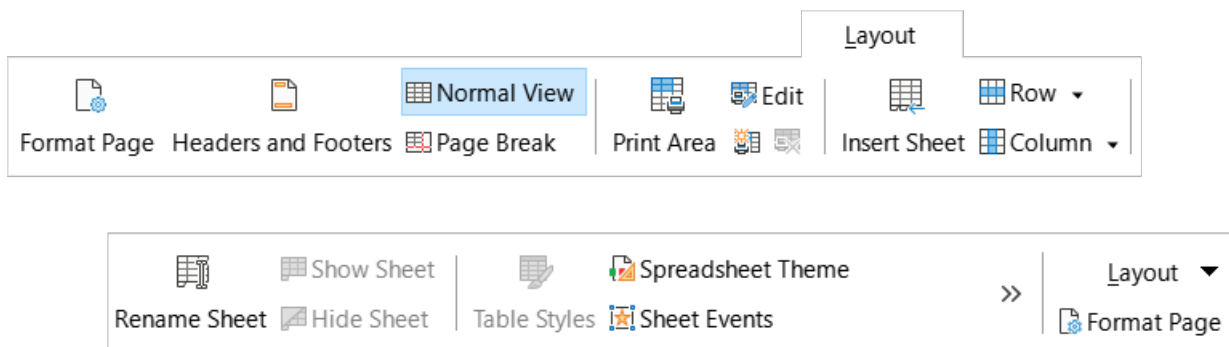 Layout
Normal View Edit Row
Format Page Headers and Footers Page Break Print Area Insert Sheet Column
Show Sheet Spreadsheet Theme Layout
Rename Sheet Hide Sheet Table Styles Sheet Events Format Page